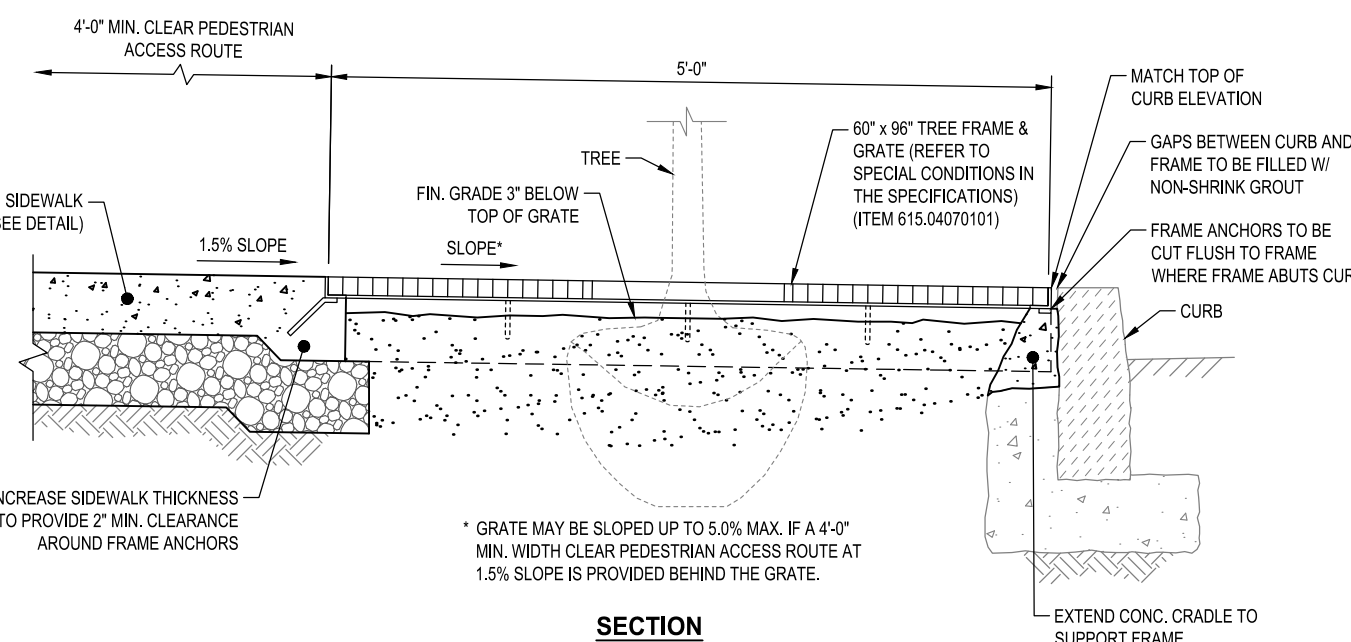 4'-0" MIN. CLEAR PEDESTRIAN
ACCESS ROUTE
5'-0"
MATCH TOP OF
CURB ELEVATION
60" x 96" TREE FRAME &
GRATE (REFER TO
SPECIAL CONDITIONS IN
THE SPECIFICATIONS)
(ITEM 615.04070101)
GAPS BETWEEN CURB AND
FRAME TO BE FILLED W/
NON-SHRINK GROUT
TREE
FIN. GRADE 3" BELOW
TOP OF GRATE
SIDEWALK
SEE DETAIL)
1.5% SLOPE
SLOPE*
FRAME ANCHORS TO BE
CUT FLUSH TO FRAME
WHERE FRAME ABUTS CUR
CURB
NCREASE SIDEWALK THICKNESS
TO PROVIDE 2" MIN. CLEARANCE
AROUND FRAME ANCHORS
* GRATE MAY BE SLOPED UP TO 5.0% MAX. IF A 4'-0"
MIN. WIDTH CLEAR PEDESTRIAN ACCESS ROUTE AT
1.5% SLOPE IS PROVIDED BEHIND THE GRATE.
EXTEND CONC. CRADLE TO
SUPPORT FRAME
SECTION